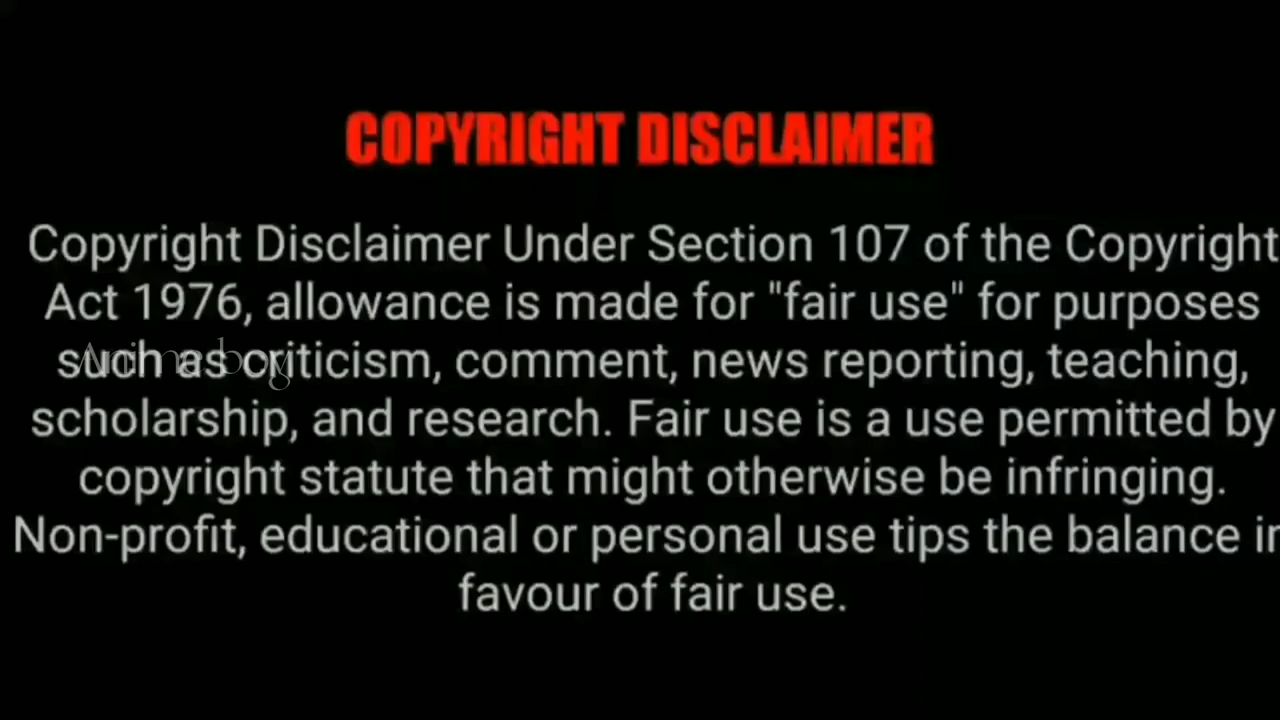 COPYRIGHT DISCLAIMER
Copyright Disclaimer Under Section 107 of the Copyright
Act 1976, allowance is made for "fair use" for purposes
such as criticism, comment, news reporting, teaching,
Anime boy
scholarship, and research. Fair use is a use permitted by
copyright statute that might otherwise be infringing.
Non-profit, educational or personal use tips the balance in
favour of fair use.